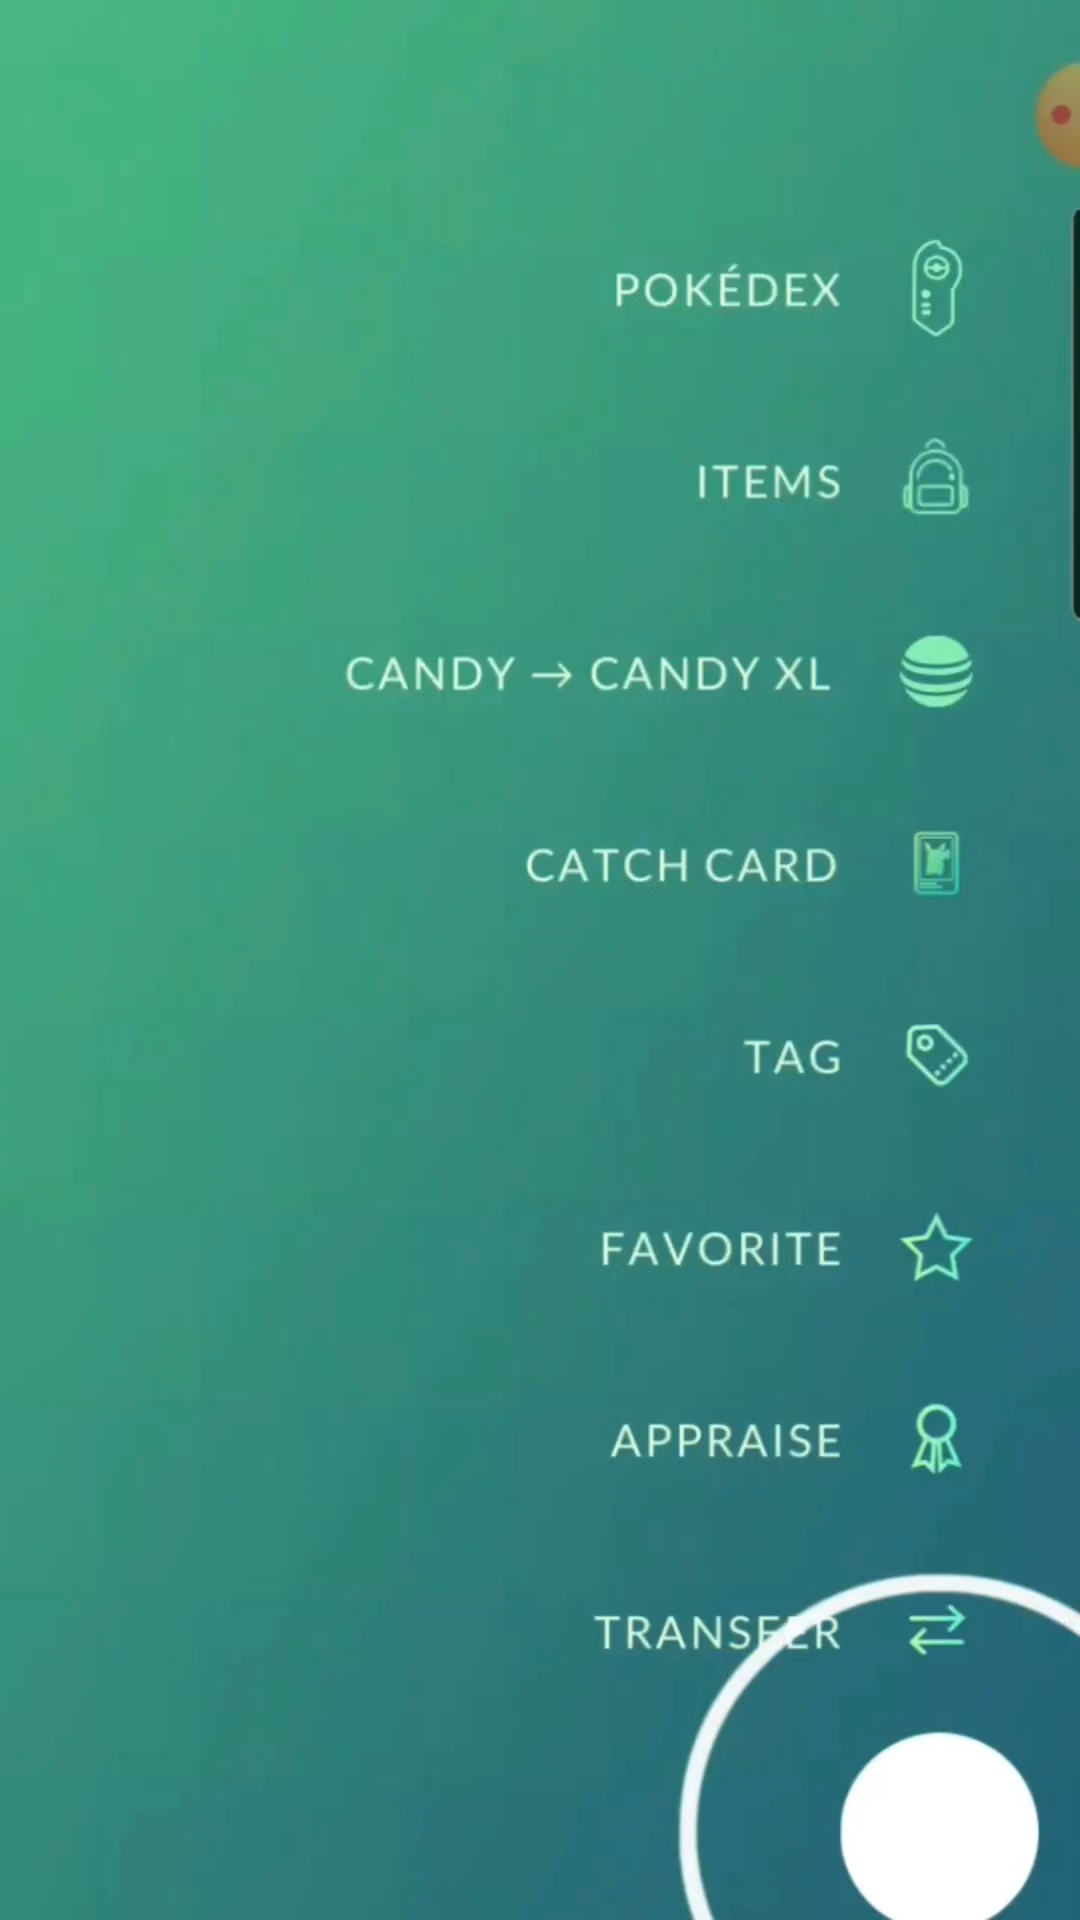 POKÉDEX
ITEMS
CANDY → CANDY XL
CATCH CARD
TAG
FAVORITE
APPRAISE
TRANSFER